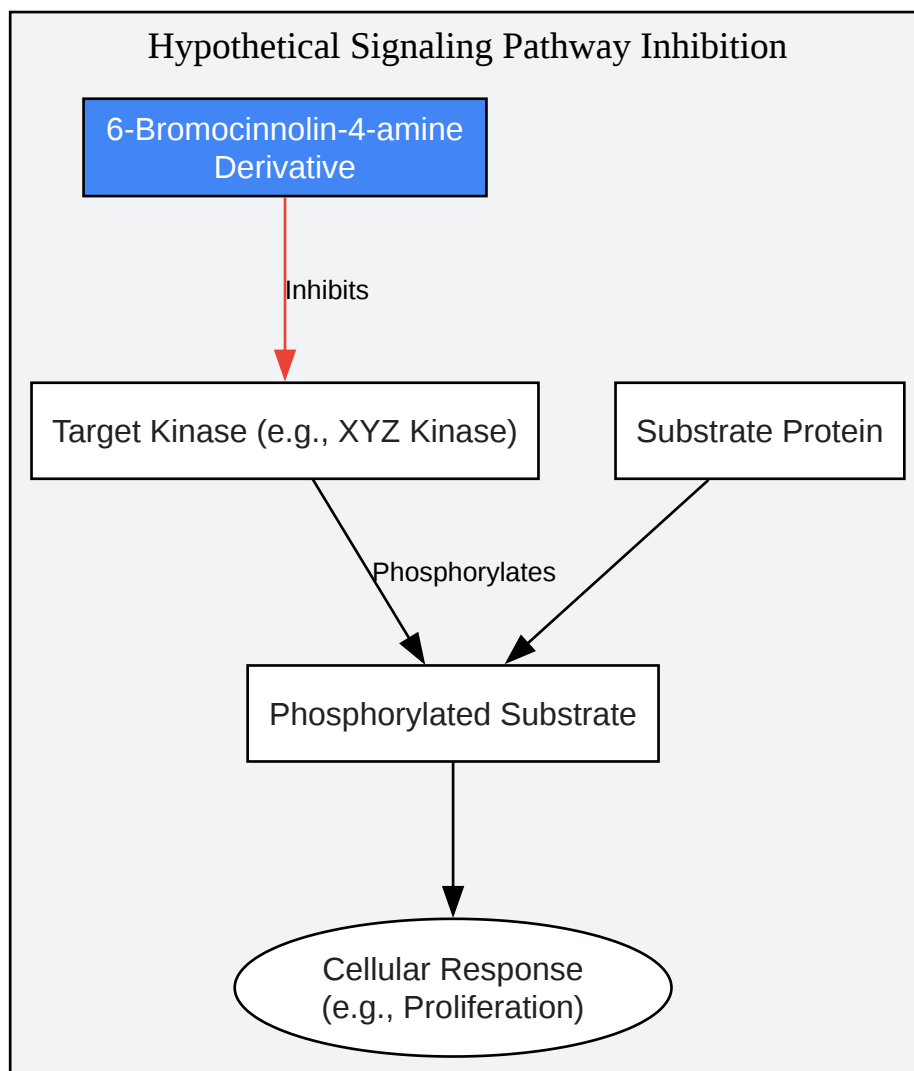 Hypothetical Signaling Pathway Inhibition
6-Bromocinnolin-4-amine
Derivative
Inhibits
Target Kinase (e.g., XYZ Kinase)
Substrate Protein
Phosphorylates
Phosphorylated Substrate
Cellular Response
(e.g., Proliferation)